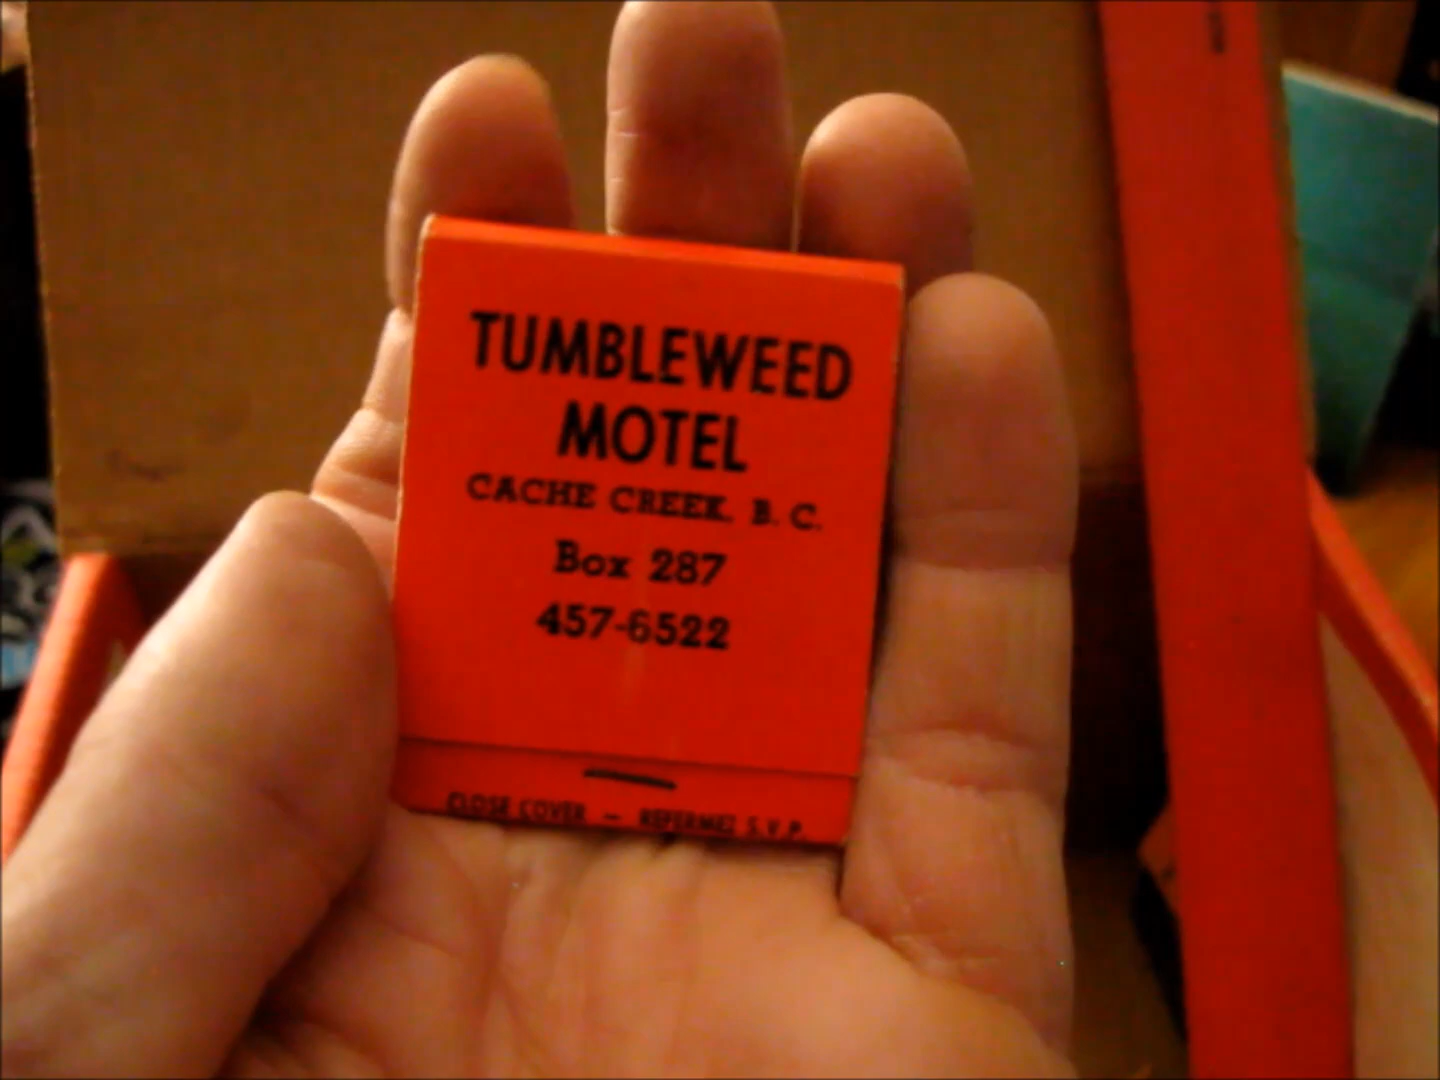 TUMBLEWEED
MOTEL
CACHE CREEK, B. C.
Box 287
457-6522
CLOSE COVER — REFERMEZ S.V.P.